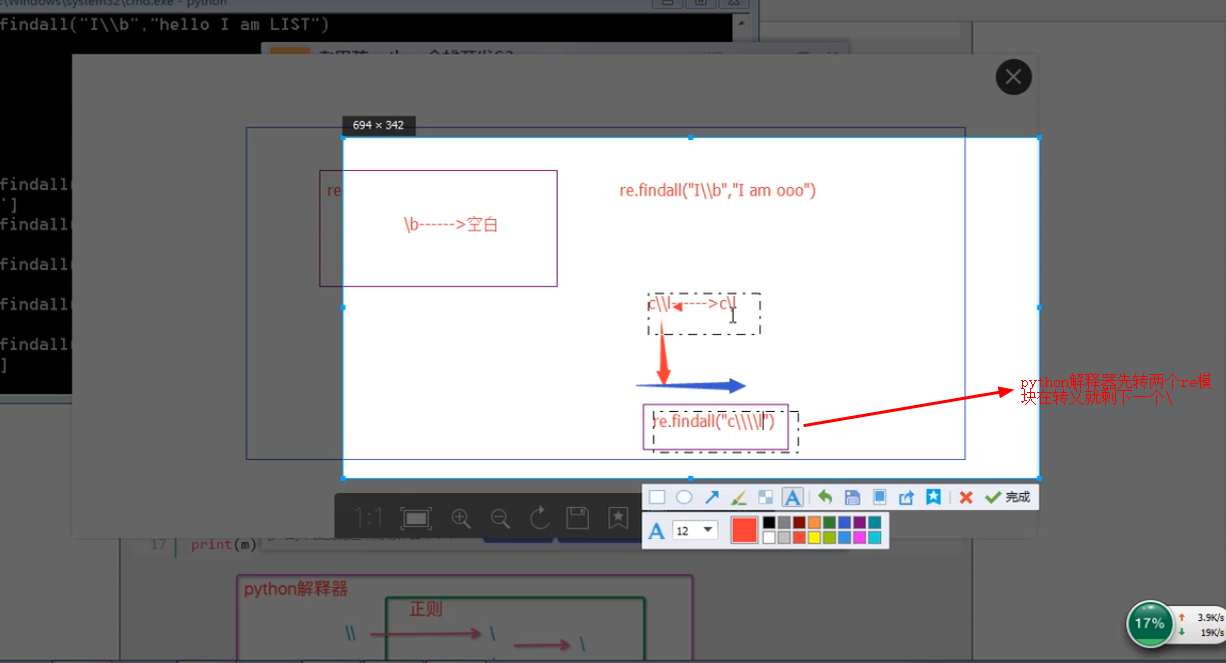 :\Windows\system32\cmd.exe - python
findall("I\\b","hello I am LIST")
694 × 342
re
re.findall("I\\b","I am ooo")
\b------>空白
findall
']
findall
findall
c\\l------>c\l
findall
findall
]
python解释器先转两个re模
块在转义就剩下一个\
re.findall("c\\\\l")
完成
1:1
12
17
print(m)
python解释器
正则
\\
\
\
17%
3.9K/s
19K/s